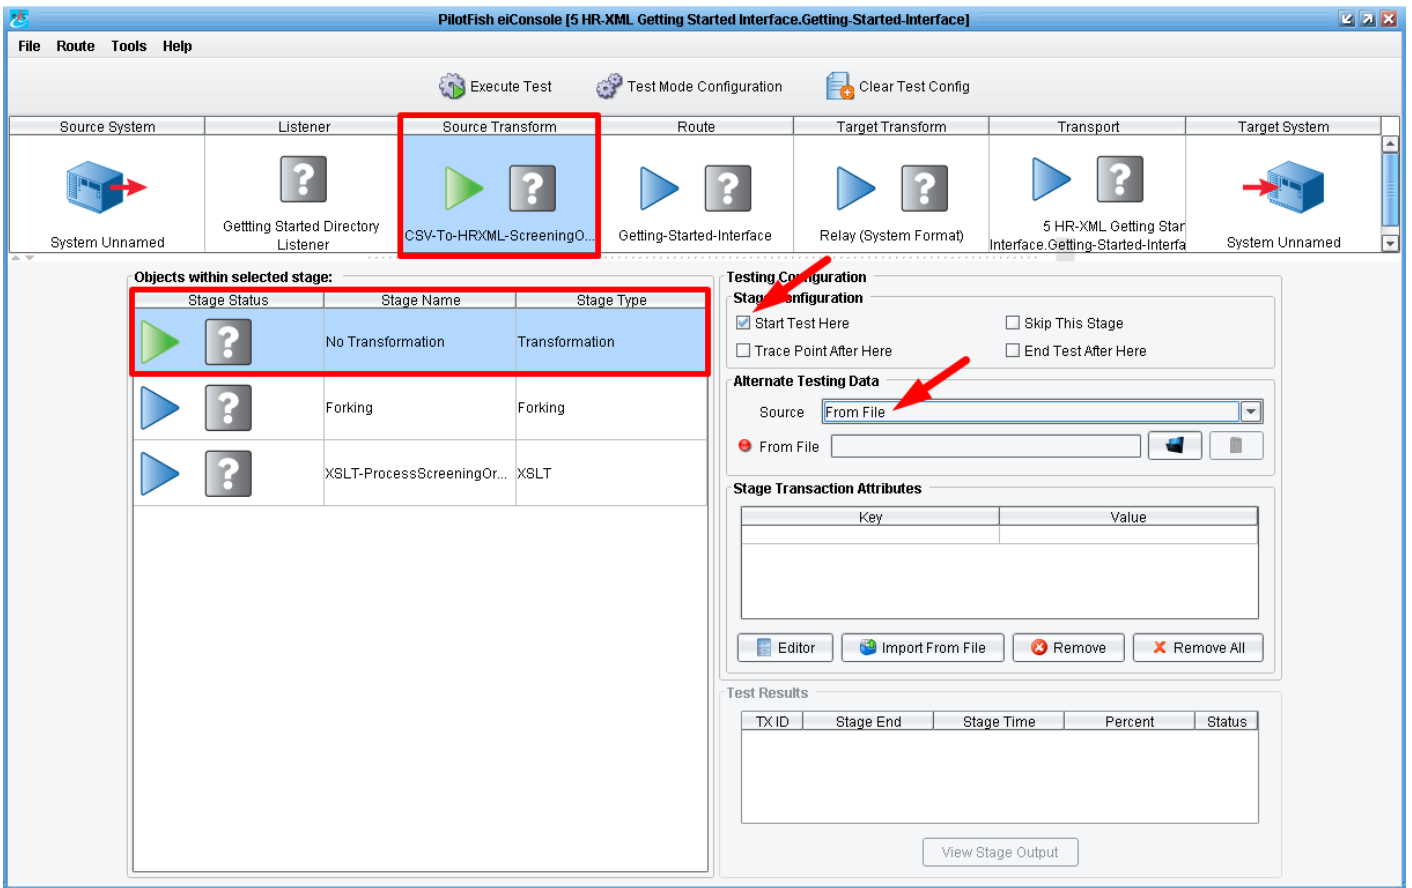 PilotFish eiConsole [5 HR-XML Getting Started Interface.Getting-Started-Interface]
File Route Tools Help
Execute Test Test Mode Configuration Clear Test Config
Source System Listener Source Transform Route Target Transform Transport Target System
System Unnamed
Gettling Started Directory
Listener
CSV-To-HRXML-ScreeningO...
Getting-Started-Interface
Relay (System Format)
5 HR-XML Getting Star
Interface.Getting-Started-Interfa
System Unnamed
Objects within selected stage:
Stage Status Stage Name Stage Type
No Transformation Transformation
Forking Forking
XSLT-ProcessScreeningOr... XSLT
Testing Configuration
Stage Configuration
Start Test Here Skip This Stage
Trace Point After Here End Test After Here
Alternate Testing Data
Source From File
From File
Stage Transaction Attributes
Key Value
Editor Import From File Remove Remove All
Test Results
TX ID Stage End Stage Time Percent Status
View Stage Output